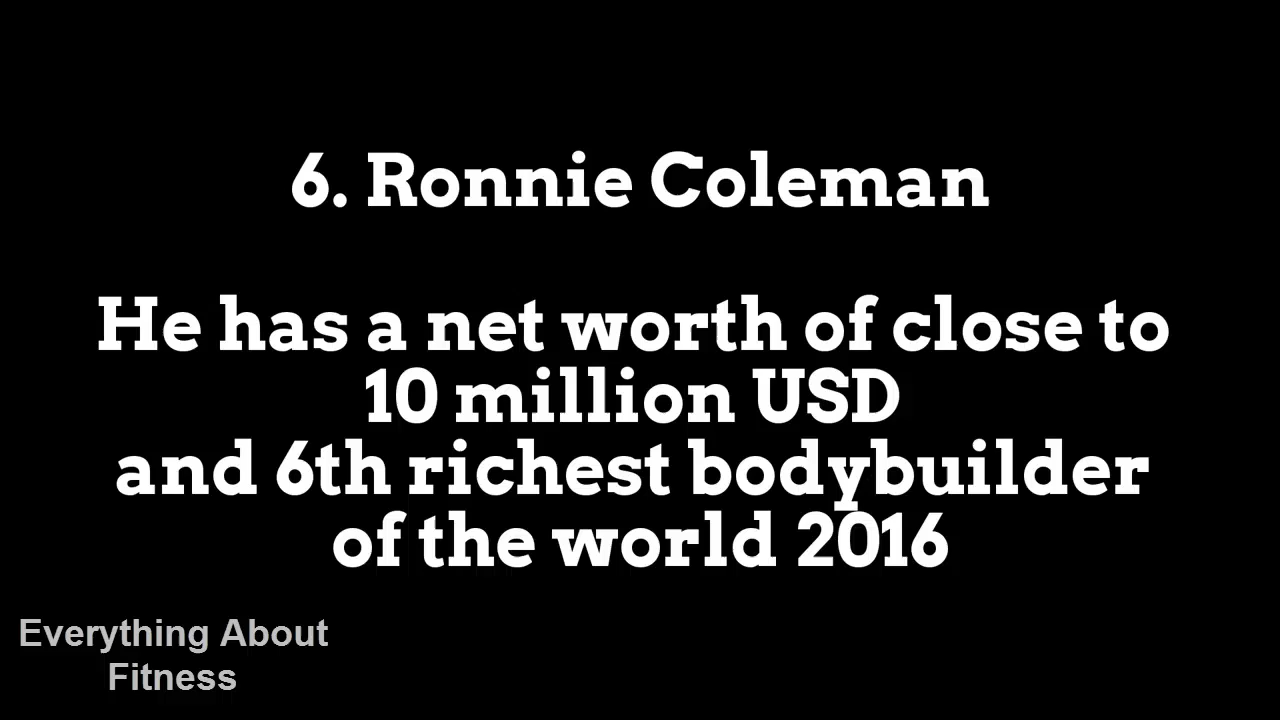 6. Ronnie Coleman
He has a net worth of close to
10 million USD
and 6th richest bodybuilder
of the world 2016
Everything About
Fitness